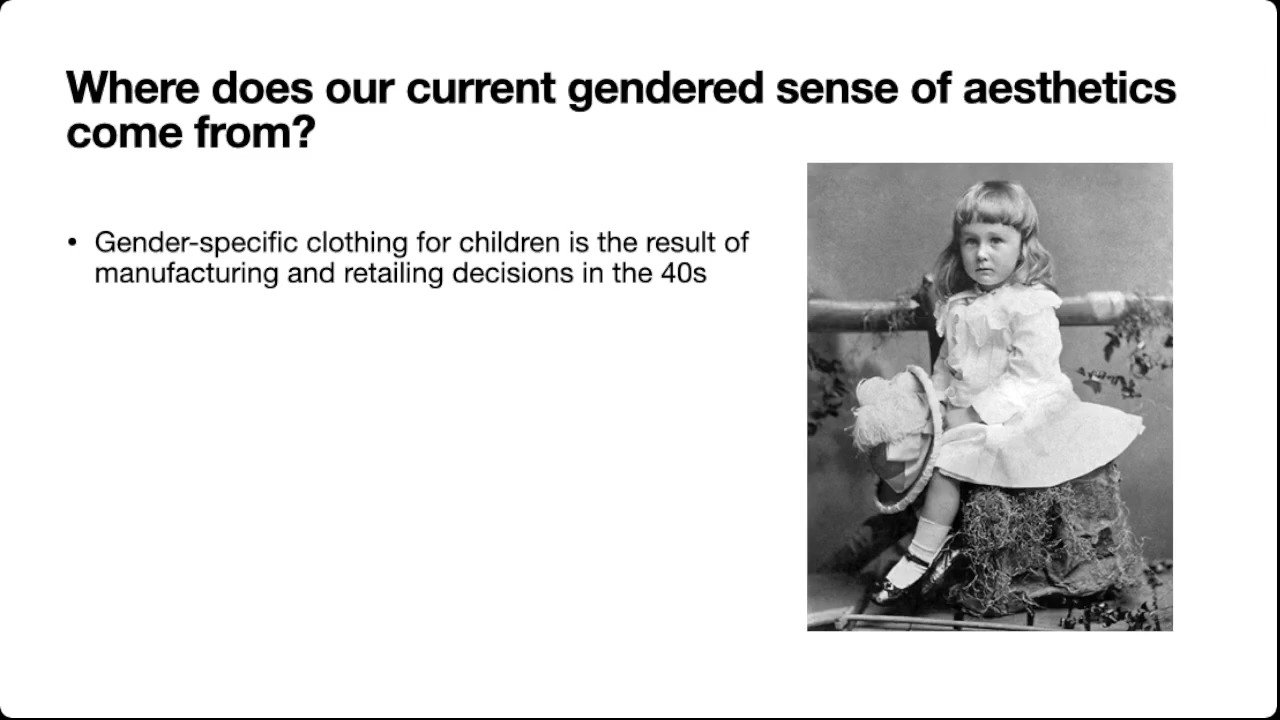 Where does our current gendered sense of aesthetics
come from?
• Gender-specific clothing for children is the result of
manufacturing and retailing decisions in the 40s